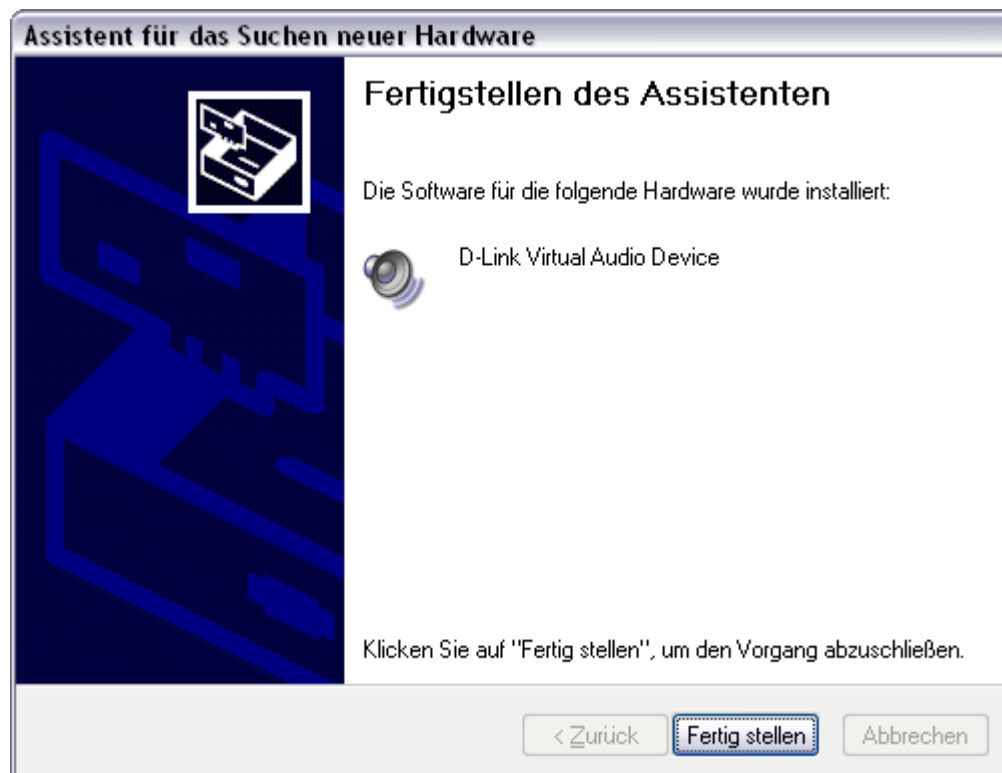 Assistent für das Suchen neuer Hardware
Fertigstellen des Assistenten
Die Software für die folgende Hardware wurde installiert:
D-Link Virtual Audio Device
Klicken Sie auf "Fertig stellen", um den Vorgang abzuschließen.
< Zurück
Fertig stellen
Abbrechen